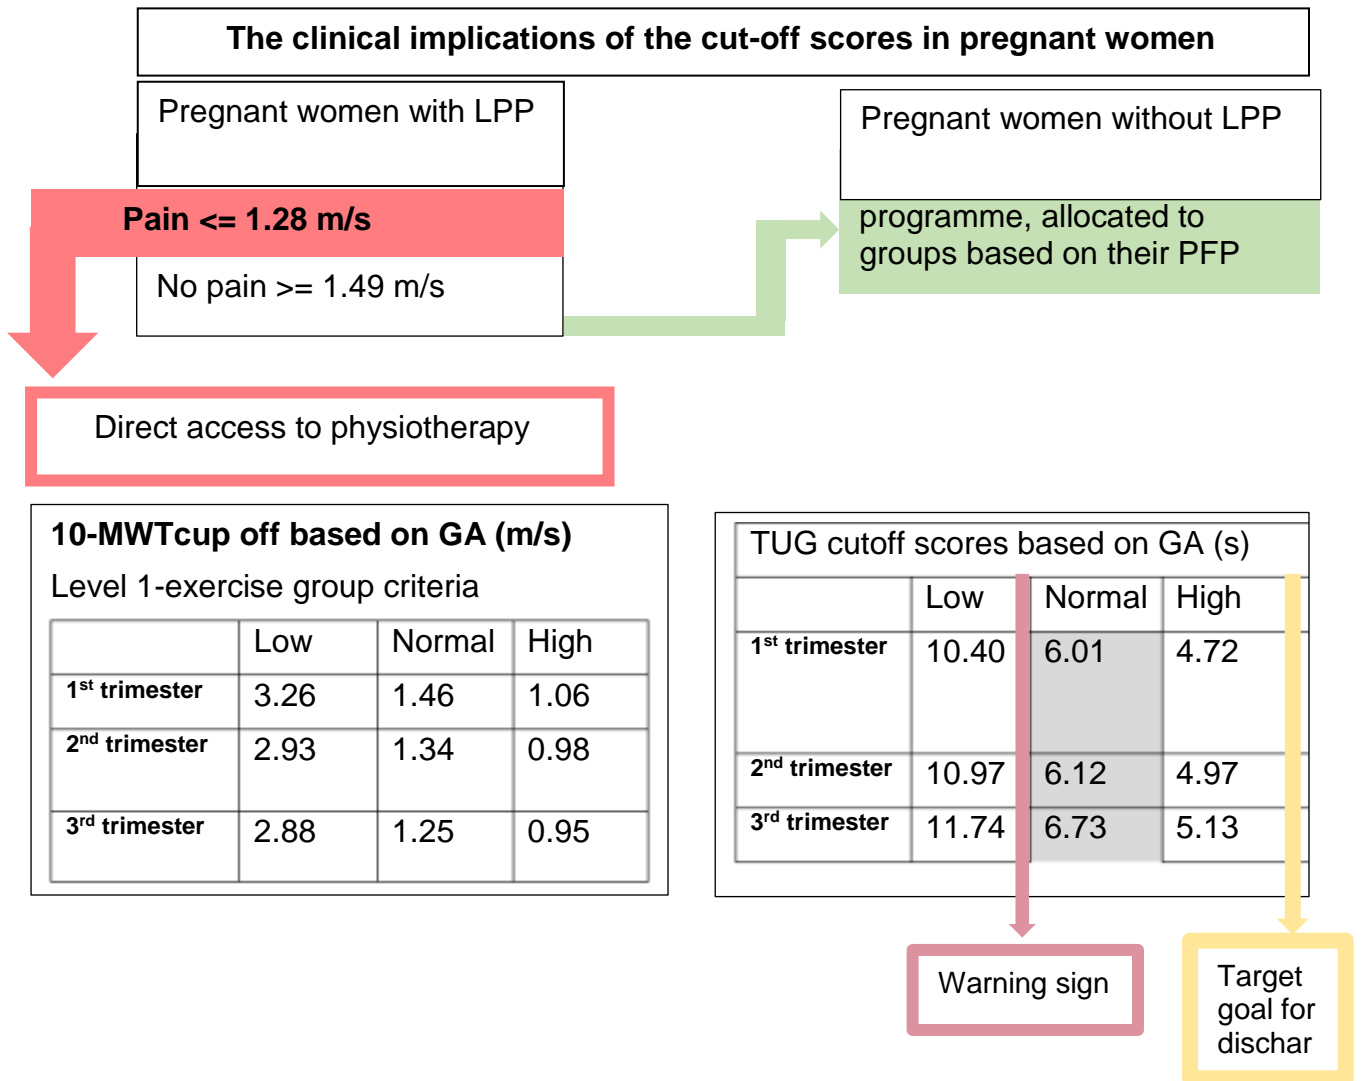 The clinical implications of the cut-off scores in pregnant women
Pregnant women with LPP
Pregnant women without LPP
Pain <= 1.28 m/s
programme, allocated to
groups based on their PFP
No pain >= 1.49 m/s
Direct access to physiotherapy
10-MWTcup off based on GA (m/s)
Level 1-exercise group criteria
Low Normal High
1st trimester 3.26 1.46 1.06
2nd trimester 2.93 1.34 0.98
3rd trimester 2.88 1.25 0.95
TUG cutoff scores based on GA (s)
Low Normal High
1st trimester 10.40 6.01 4.72
2nd trimester 10.97 6.12 4.97
3rd trimester 11.74 6.73 5.13
Warning sign
Target
goal for
dischar